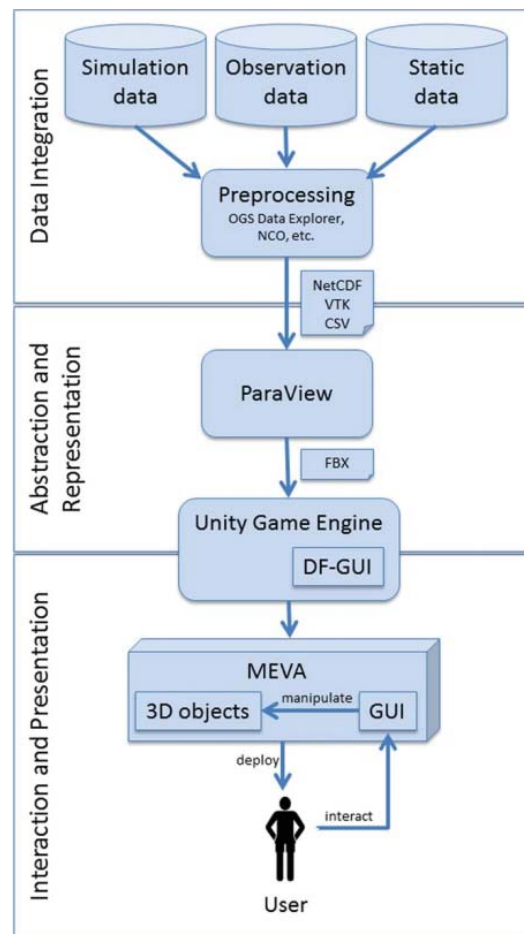 Data Integration
Simulation
data
Observation
data
Static
data
Preprocessing
OGS Data Explorer,
NCO, etc.
NetCDF
VTK
CSV
Abstraction and
Representation
ParaView
FBX
Unity Game Engine
DF-GUI
Interaction and Presentation
MEVA
3D objects
manipulate
GUI
deploy
interact
User